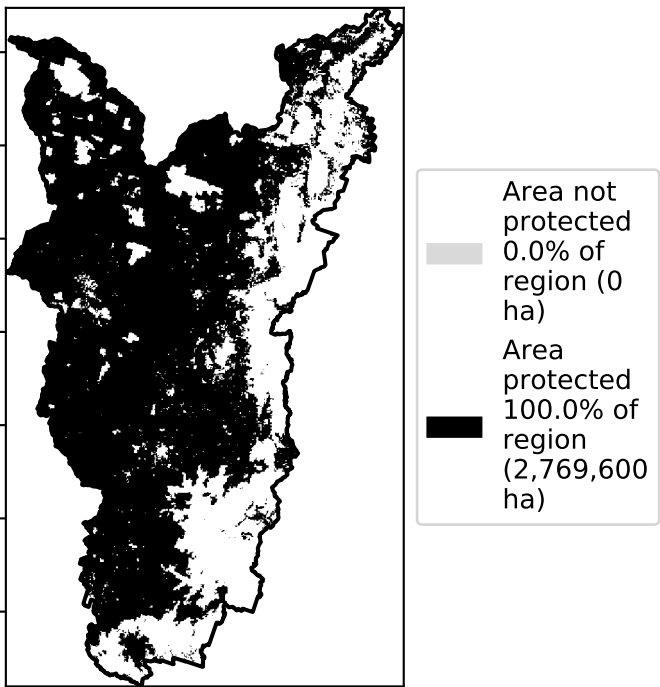 Area not
protected
0.0% of
region (0
ha)
Area
protected
100.0% of
region
(2,769,600
ha)